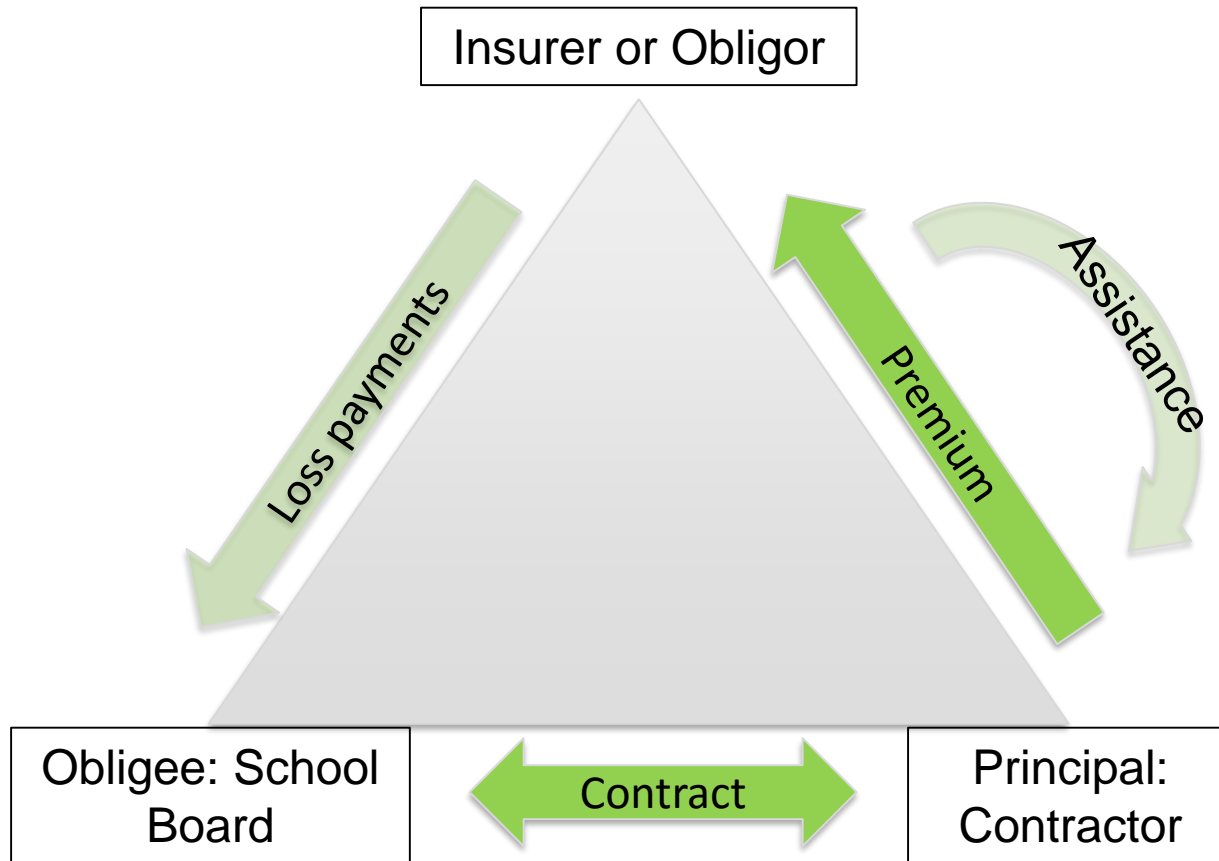 Insurer or Obligor
Loss payments
Premium
Assistance
Obligee: School
Board
Contract
Principal:
Contractor